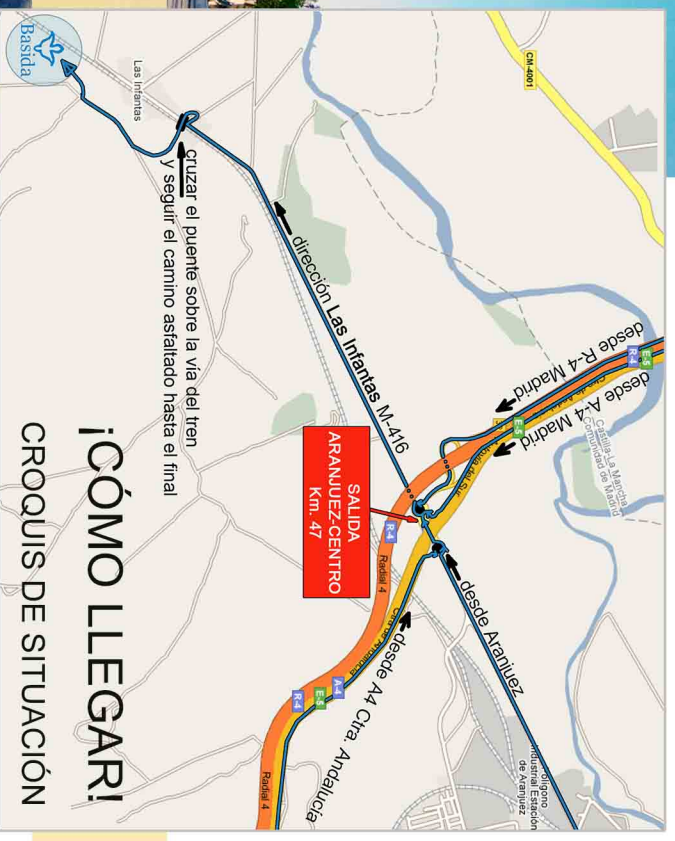 CM-4001
Basida
Las Infantas
cruzar el puente sobre la vía del tren
y seguir el camino asfaltado hasta el final
dirección Las Infantas M-416
desde R-4 Madrid
E-5
R-4
desde A-4 Madrid
E-5
Castilla-La Mancha
Comunidad de Madrid
SALIDA
ARANJUEZ-CENTRO
Km. 47
R-4
Radial 4
desde Aranjuez
desde A4 Ctra. Andalucía
A-4
E-5
R-4
Radial 4
Polígono
Industrial Estación
de Aranjuez
¡CÓMO LLEGAR!
CROQUIS DE SITUACIÓN